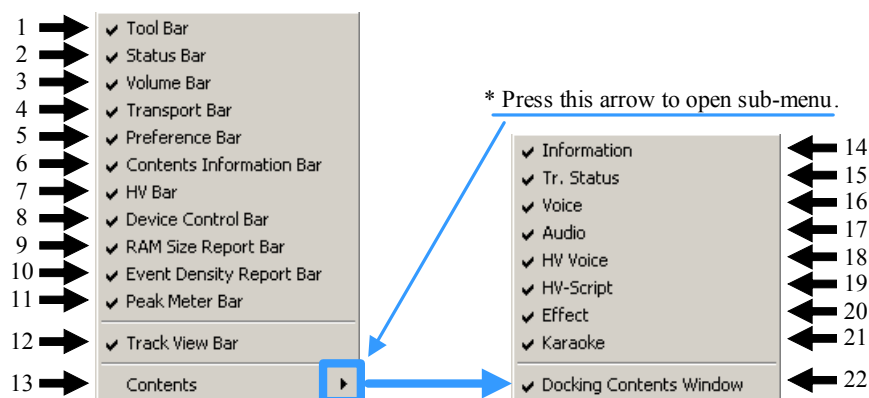 1 Tool Bar
2 Status Bar
3 Volume Bar
4 Transport Bar
5 Preference Bar
6 Contents Information Bar
7 HV Bar
8 Device Control Bar
9 RAM Size Report Bar
10 Event Density Report Bar
11 Peak Meter Bar
12 Track View Bar
13 Contents
* Press this arrow to open sub-menu.
Information 14
Tr. Status 15
Voice 16
Audio 17
HV Voice 18
HV-Script 19
Effect 20
Karaoke 21
Docking Contents Window 22